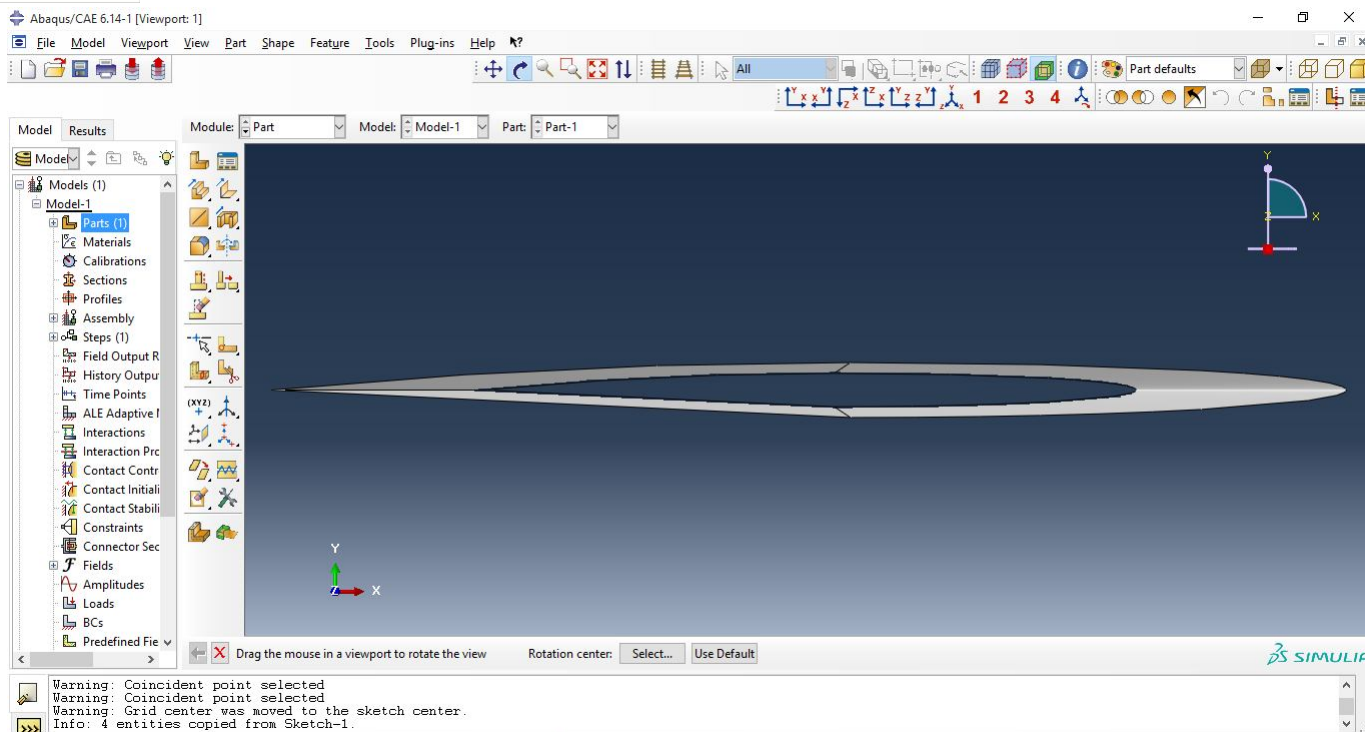 Abaqus/CAE 6.14-1 [Viewport: 1]
File Model Viewport View Part Shape Feature Tools Plug-ins Help
All
Part defaults
1 2 3 4
Model Results
Module: Part Model: Model-1 Part: Part-1
Model
Models (1)
Model-1
Parts (1)
Materials
Calibrations
Sections
Profiles
Assembly
Steps (1)
Field Output R
History Outpu
Time Points
ALE Adaptive
Interactions
Interaction Pro
Contact Contr
Contact Initiali
Contact Stabili
Constraints
Connector Sec
Fields
Amplitudes
Loads
BCs
Predefined Fie
(XYZ)
Y
Z X
Y
Z X
Drag the mouse in a viewport to rotate the view Rotation center: Select... Use Default
SIMULIA
Warning: Coincident point selected
Warning: Coincident point selected
Warning: Grid center was moved to the sketch center.
Info: 4 entities copied from Sketch-1.
>>>